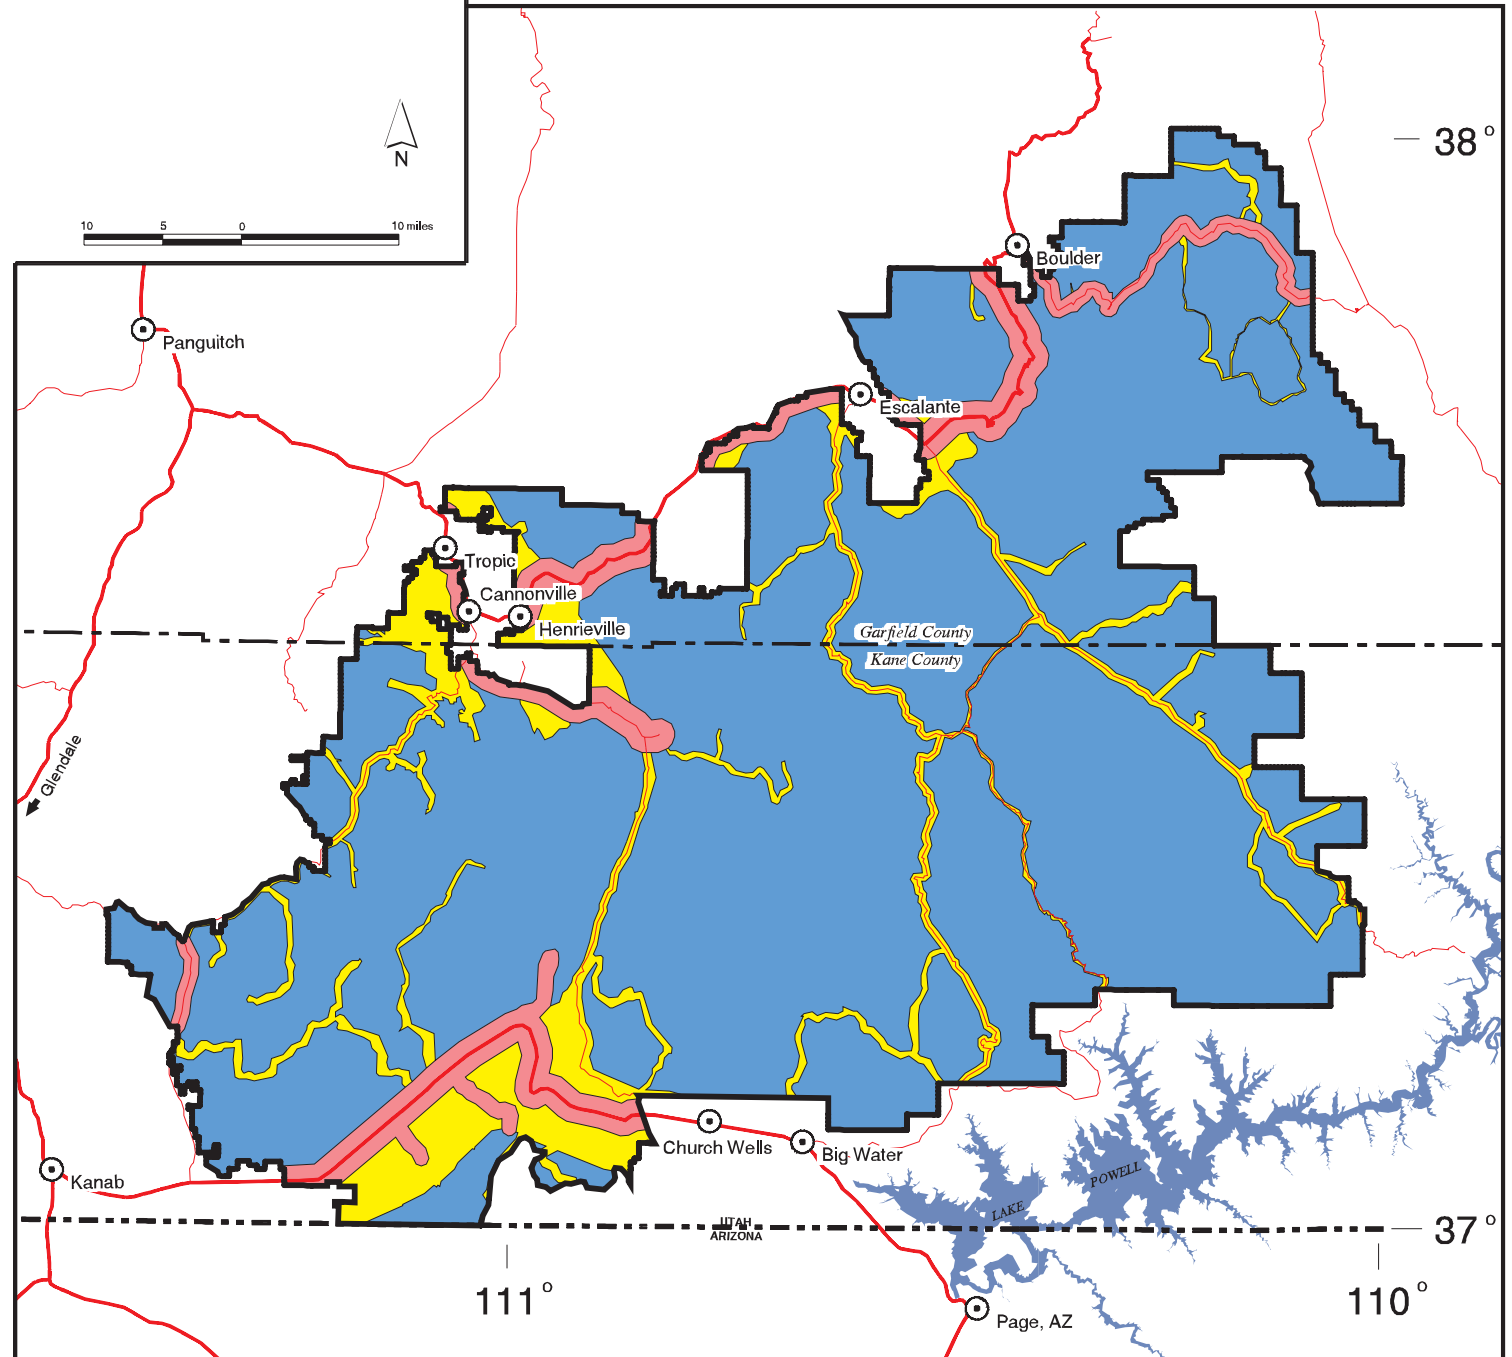 38°
N
10 5 0 10 miles
Boulder
Panguitch
Escalante
Tropic
Cannonville
Henrieville
Garfield County
Kane County
Glendale
Church Wells
Big Water
Kanab
POWELL
LAKE
UTAH
ARIZONA
37°
111°
110°
Page, AZ